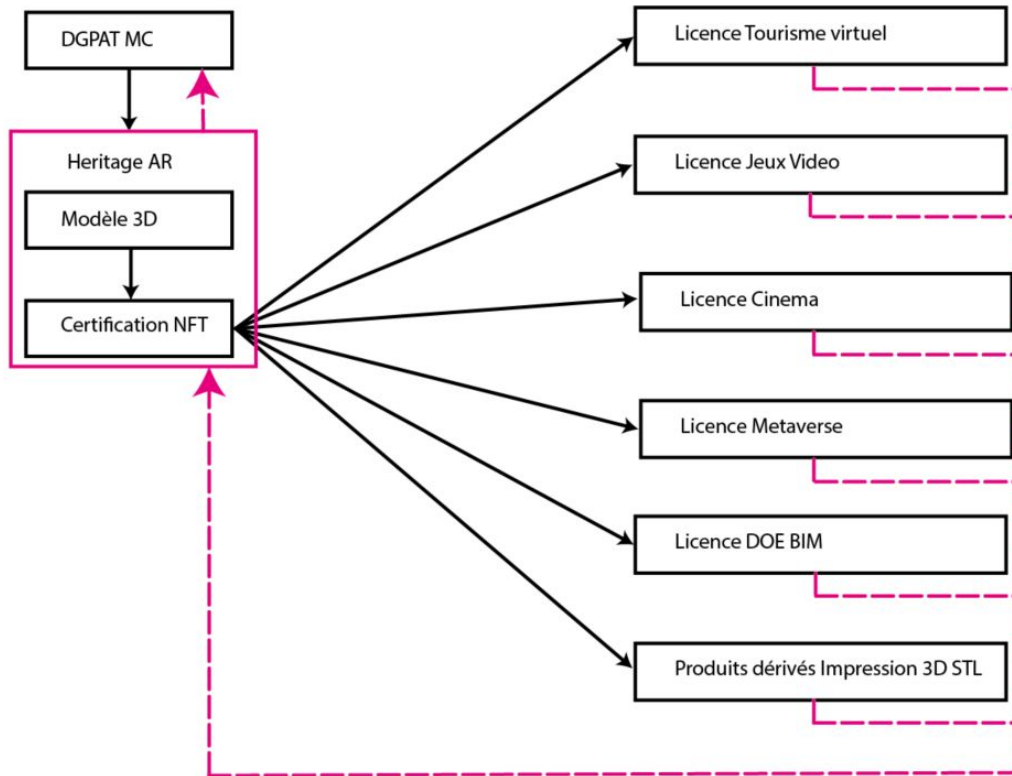 DGPAT MC
Heritage AR
Modèle 3D
Certification NFT
Licence Tourisme virtuel
Licence Jeux Video
Licence Cinema
Licence Metaverse
Licence DOE BIM
Produits dérivés Impression 3D STL